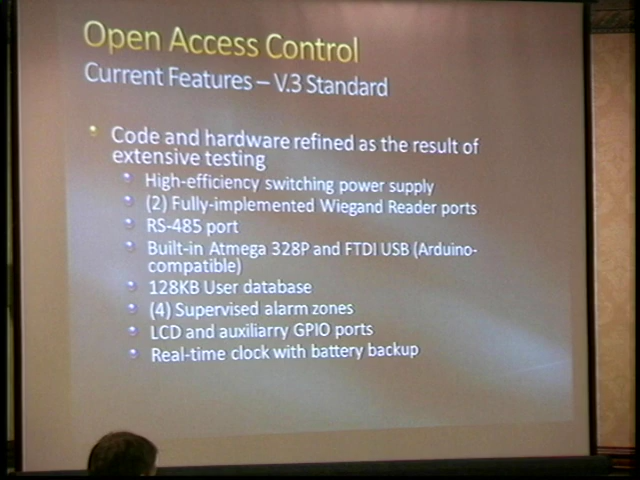 Open Access Control
Current Features – V.3 Standard
Code and hardware refined as the result of
extensive testing
High-efficiency switching power supply
(2) Fully-implemented Wiegand Reader ports
RS-485 port
Built-in Atmega 328P and FTDI USB (Arduino-
compatible)
128KB User database
(4) Supervised alarm zones
LCD and auxiliarry GPIO ports
Real-time clock with battery backup